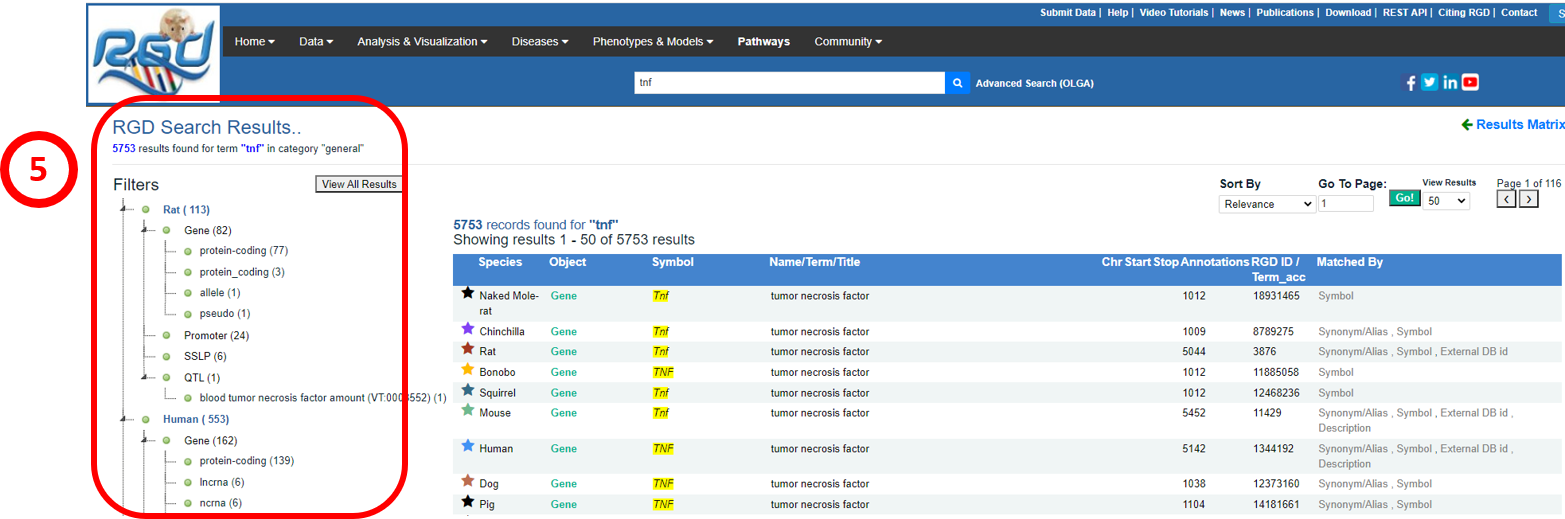 Submit Data | Help | Video Tutorials | News | Publications | Download | REST API | Citing RGD | Contact
RGD
Home Data Analysis & Visualization Diseases Phenotypes & Models Pathways Community
tnf Advanced Search (OLGA)
5
RGD Search Results..
Results Matrix
5753 results found for term "tnf" in category "general"
Filters
View All Results
Rat ( 113)
Gene (82)
protein-coding (77)
protein_coding (3)
allele (1)
pseudo (1)
Promoter (24)
SSLP (6)
QTL (1)
blood tumor necrosis factor amount (VT:000 552) (1)
Human ( 553)
Gene (162)
protein-coding (139)
lncrna (6)
ncrna (6)
Sort By Go To Page: View Results Page 1 of 116
Relevance 1 Go! 50 < >
5753 records found for "tnf"
Showing results 1 - 50 of 5753 results
Species Object Symbol Name/Term/Title Chr Start Stop Annotations RGD ID / Matched By
Term_acc
Naked Mole- Gene Tnf tumor necrosis factor 1012 18931465 Symbol
rat
Chinchilla Gene Tnf tumor necrosis factor 1009 8789275 Synonym/Alias , Symbol
Rat Gene Tnf tumor necrosis factor 5044 3876 Synonym/Alias , Symbol , External DB id
Bonobo Gene TNF tumor necrosis factor 1012 11885058 Symbol
Squirrel Gene Tnf tumor necrosis factor 1012 12468236 Symbol
Mouse Gene Tnf tumor necrosis factor 5452 11429 Synonym/Alias , Symbol , External DB id ,
Description
Human Gene TNF tumor necrosis factor 5142 1344192 Synonym/Alias , Symbol , External DB id ,
Description
Dog Gene TNF tumor necrosis factor 1038 12373160 Synonym/Alias , Symbol
Pig Gene TNF tumor necrosis factor 1104 14181661 Synonym/Alias , Symbol